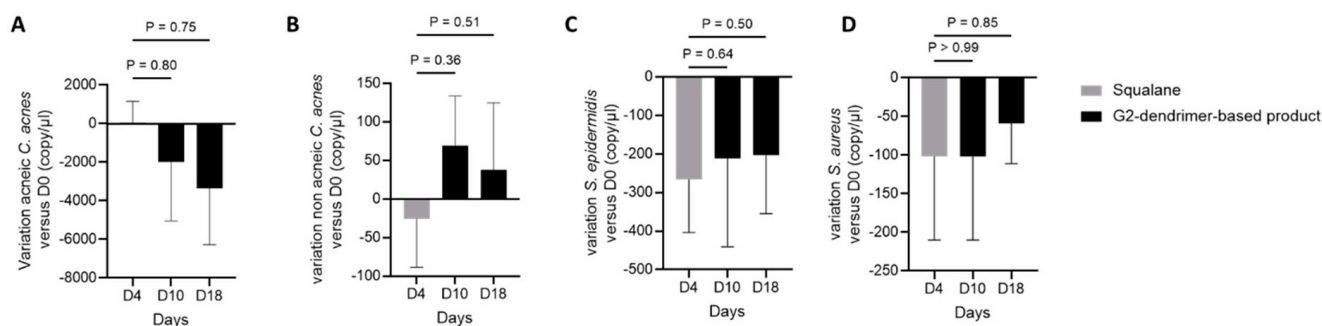 A
P = 0.75
P = 0.80
Variation acneic C. acnes
versus D0 (copy/µl)
2000
0
-2000
-4000
-6000
-8000
D4 D10 D18
Days
B
P = 0.51
P = 0.36
variation non acneic C. acnes
versus D0 (copy/µl)
150
100
50
0
-50
-100
D4 D10 D18
Days
C
P = 0.50
P = 0.64
variation S. epidermidis
versus D0 (copy/µl)
0
-100
-200
-300
-400
-500
D4 D10 D18
Days
D
P = 0.85
P > 0.99
variation S. aureus
versus D0 (copy/µl)
0
-50
-100
-150
-200
-250
D4 D10 D18
Days
Squalane
G2-dendrimer-based product